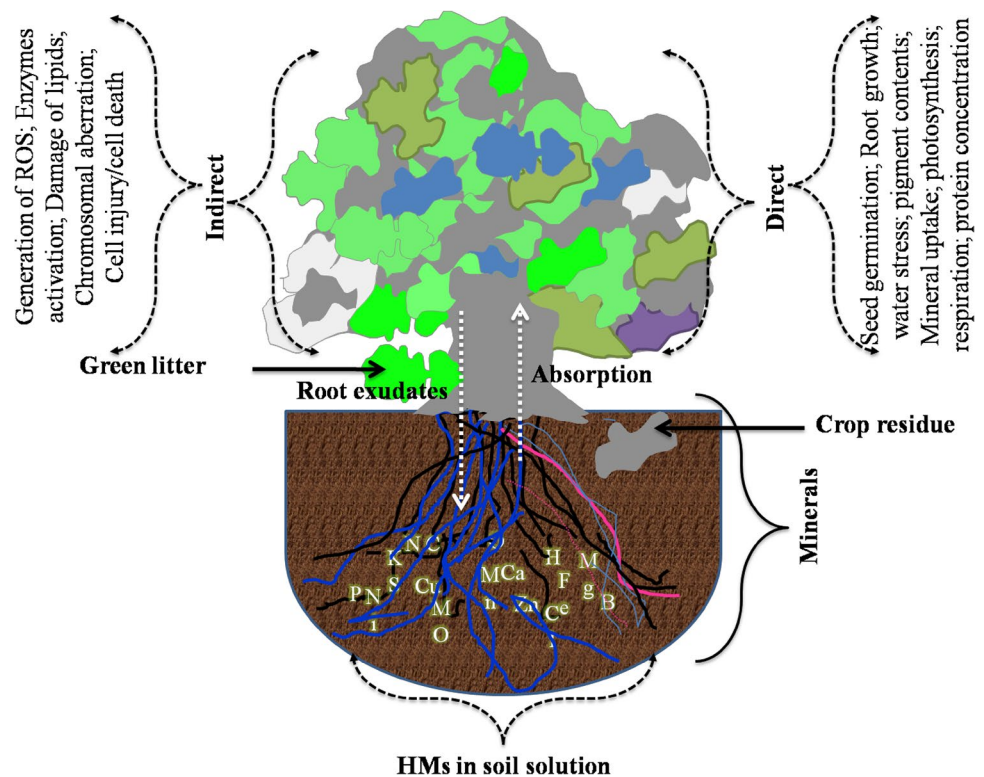 Generation of ROS; Enzymes
activation; Damage of lipids;
Chromosomal aberration;
Cell injury/cell death
Indirect
Direct
Seed germination; Root growth;
water stress; pigment contents;
Mineral uptake; photosynthesis;
respiration; protein concentration
Green litter
Root exudates
Absorption
Crop residue
Minerals
N C
K
S
P N
i
Cu
M
O
M
n
Ca
Zn
H
F
e
C
M
g
B
HMs in soil solution